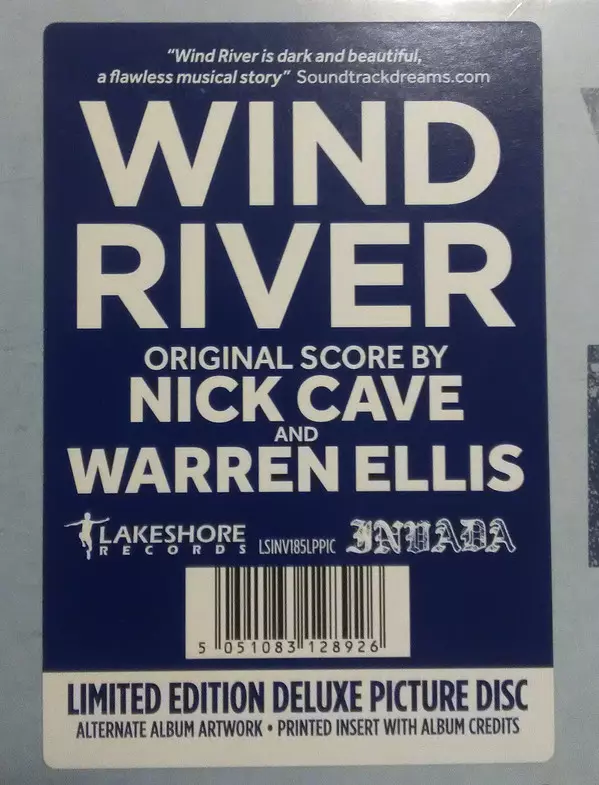 “Wind River is dark and beautiful,
a flawless musical story” Soundtrackdreams.com
WIND
RIVER
ORIGINAL SCORE BY
NICK CAVE
AND
WARREN ELLIS
LAKESHORE
RECORDS
LSINV185LPPIC
INVADA
5 051083 128926
LIMITED EDITION DELUXE PICTURE DISC
ALTERNATE ALBUM ARTWORK • PRINTED INSERT WITH ALBUM CREDITS